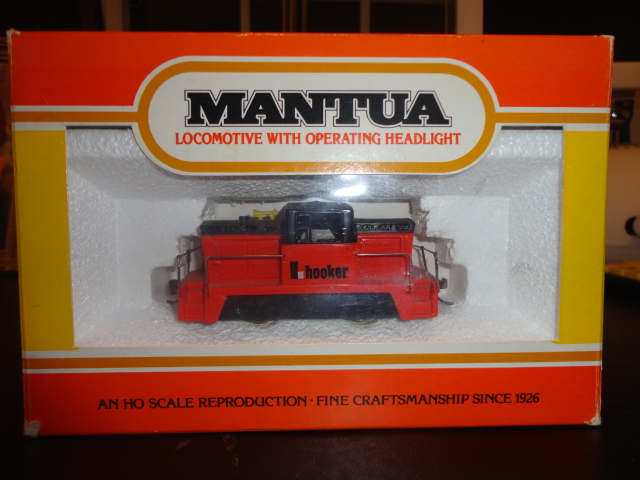 MANTUA
LOCOMOTIVE WITH OPERATING HEADLIGHT
hooker
AN HO SCALE REPRODUCTION · FINE CRAFTSMANSHIP SINCE 1926